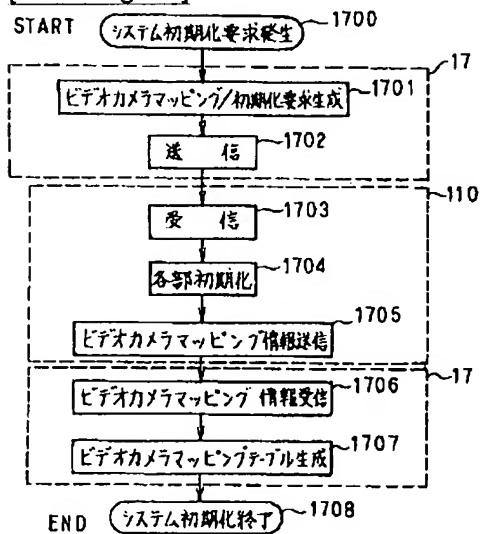 START システム初期化要求発生 1700
17
ビデオカメラマッピング/初期化要求生成 1701
送信 1702
110
受信 1703
各部初期化 1704
ビデオカメラマッピング情報送信 1705
17
ビデオカメラマッピング 情報受信 1706
ビデオカメラマッピングテーブル生成 1707
END システム初期化終了 1708